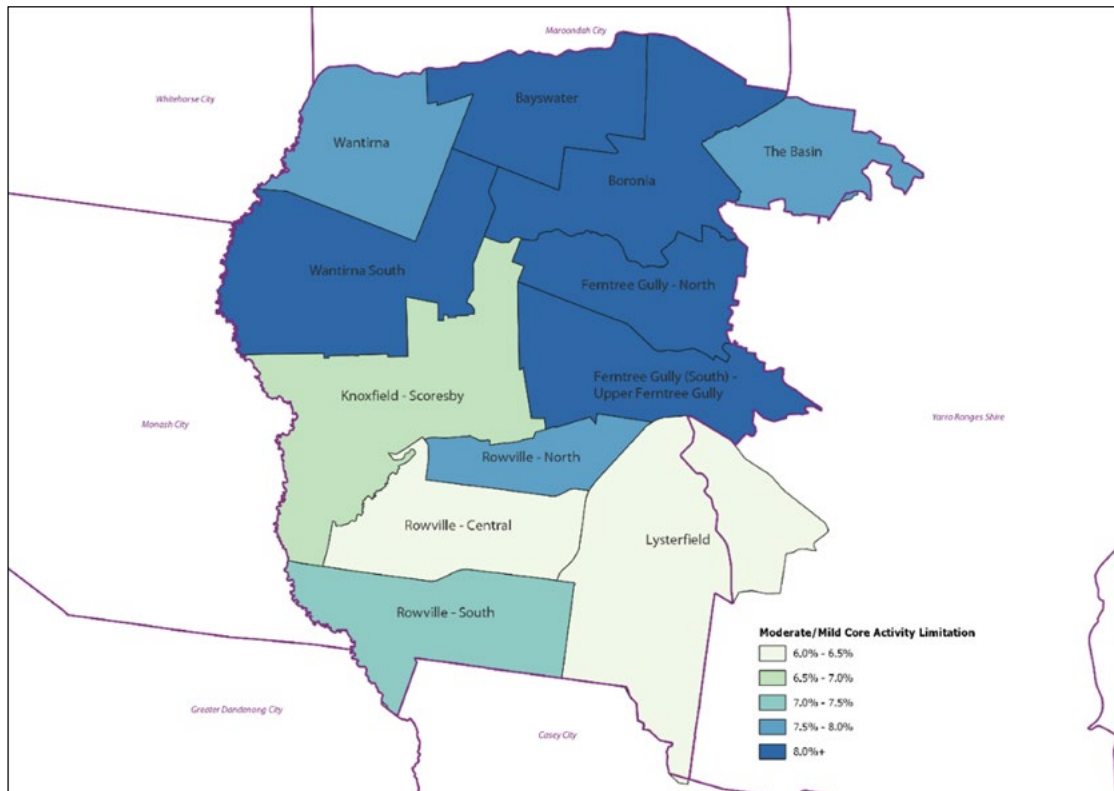 Maroondah City
Whitehorse City
Bayswater
Wantirna
The Basin
Boronia
Wantirna South
Ferntree Gully - North
Ferntree Gully (South) -
Upper Ferntree Gully
Knoxfield - Scoresby
Monash City
Yarra Ranges Shire
Rowville - North
Rowville - Central
Lysterfield
Rowville - South
Moderate/Mild Core Activity Limitation
6.0% - 6.5%
6.5% - 7.0%
7.0% - 7.5%
7.5% - 8.0%
8.0%+
Greater Dandenong City
Casey City